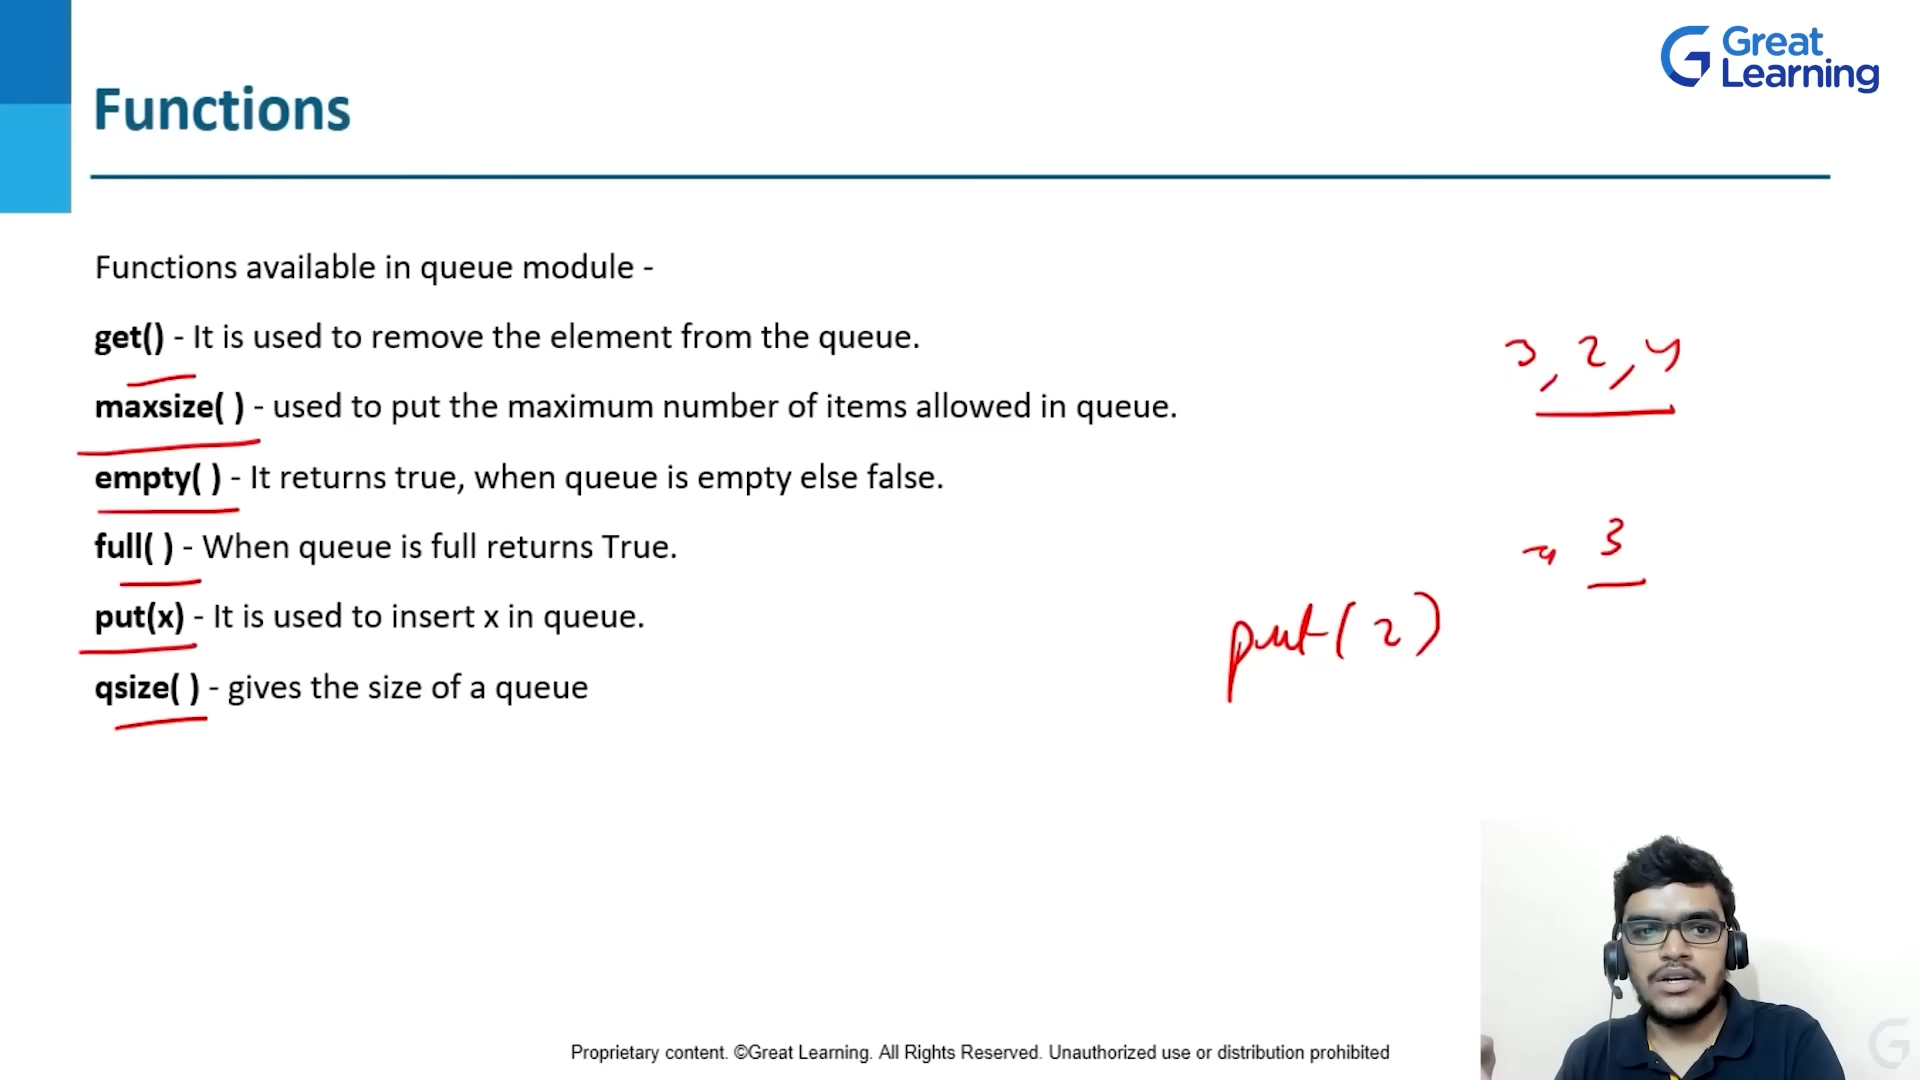 Great
Learning
Functions
Functions available in queue module -
get() - It is used to remove the element from the queue.
3, 2, 4
maxsize( ) - used to put the maximum number of items allowed in queue.
empty( ) - It returns true, when queue is empty else false.
full( ) - When queue is full returns True.
3
put(x) - It is used to insert x in queue.
put(2)
qsize( ) - gives the size of a queue
Proprietary content. ©Great Learning. All Rights Reserved. Unauthorized use or distribution prohibited